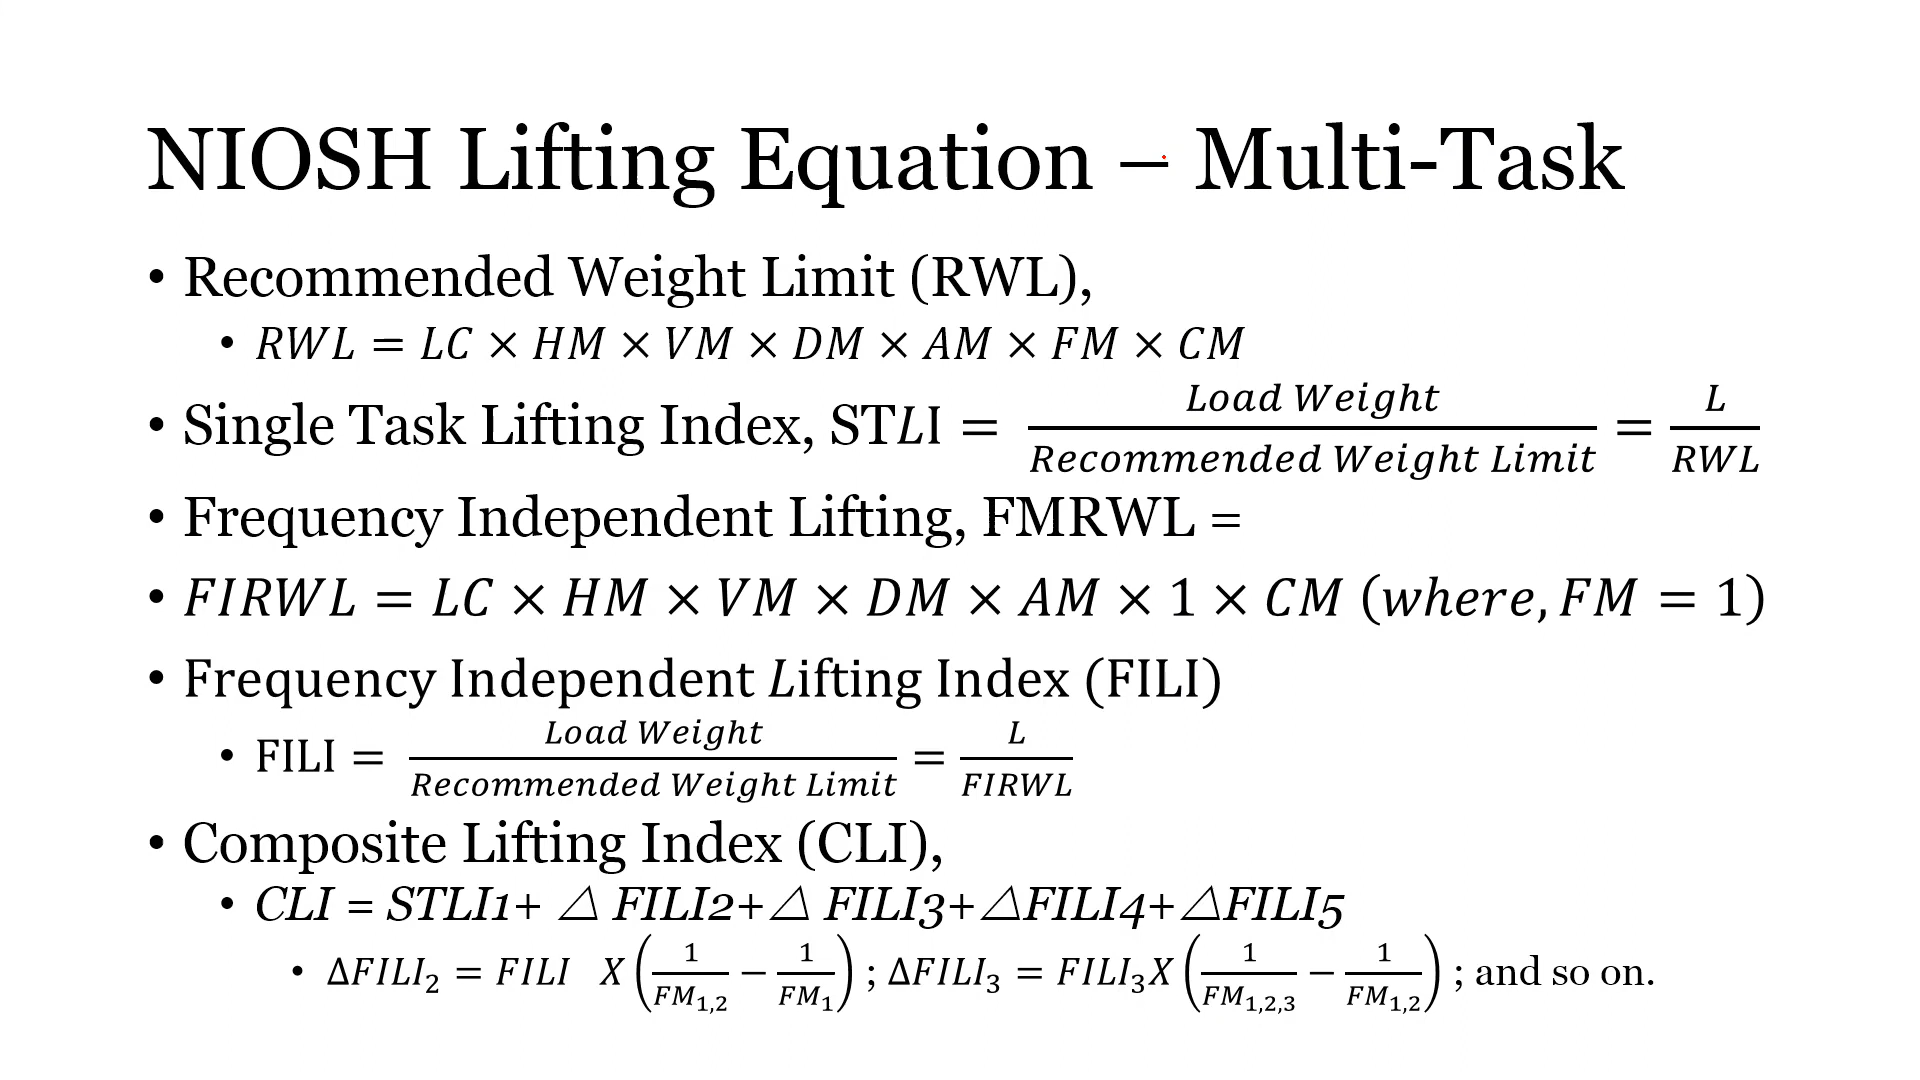 NIOSH Lifting Equation – Multi-Task
• Recommended Weight Limit (RWL),
• RWL = LC × HM × VM × DM × AM × FM × CM
• Single Task Lifting Index, STLI = Load Weight / Recommended Weight Limit = L / RWL
• Frequency Independent Lifting, FMRWL =
• FIRWL = LC × HM × VM × DM × AM × 1 × CM (where, FM = 1)
• Frequency Independent Lifting Index (FILI)
• FILI = Load Weight / Recommended Weight Limit = L / FIRWL
• Composite Lifting Index (CLI),
• CLI = STLI1+ △ FILI2+△ FILI3+△FILI4+△FILI5
• ΔFILI₂ = FILI X (1/FM₁,₂ − 1/FM₁) ; ΔFILI₃ = FILI₃X (1/FM₁,₂,₃ − 1/FM₁,₂) ; and so on.